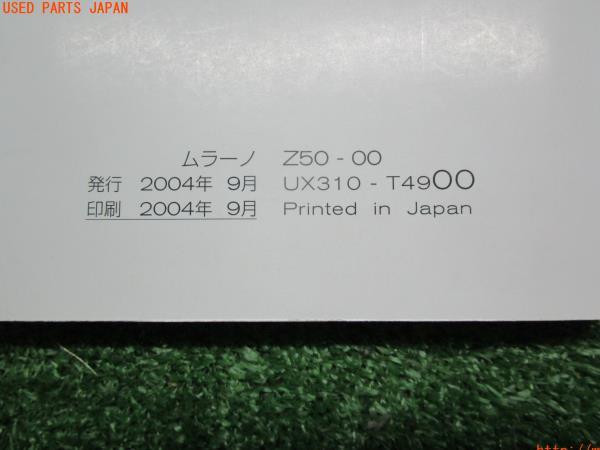 USED PARTS JAPAN
ムラーノ Z50-00
発行 2004年 9月 UX310-T4900
印刷 2004年 9月 Printed in Japan